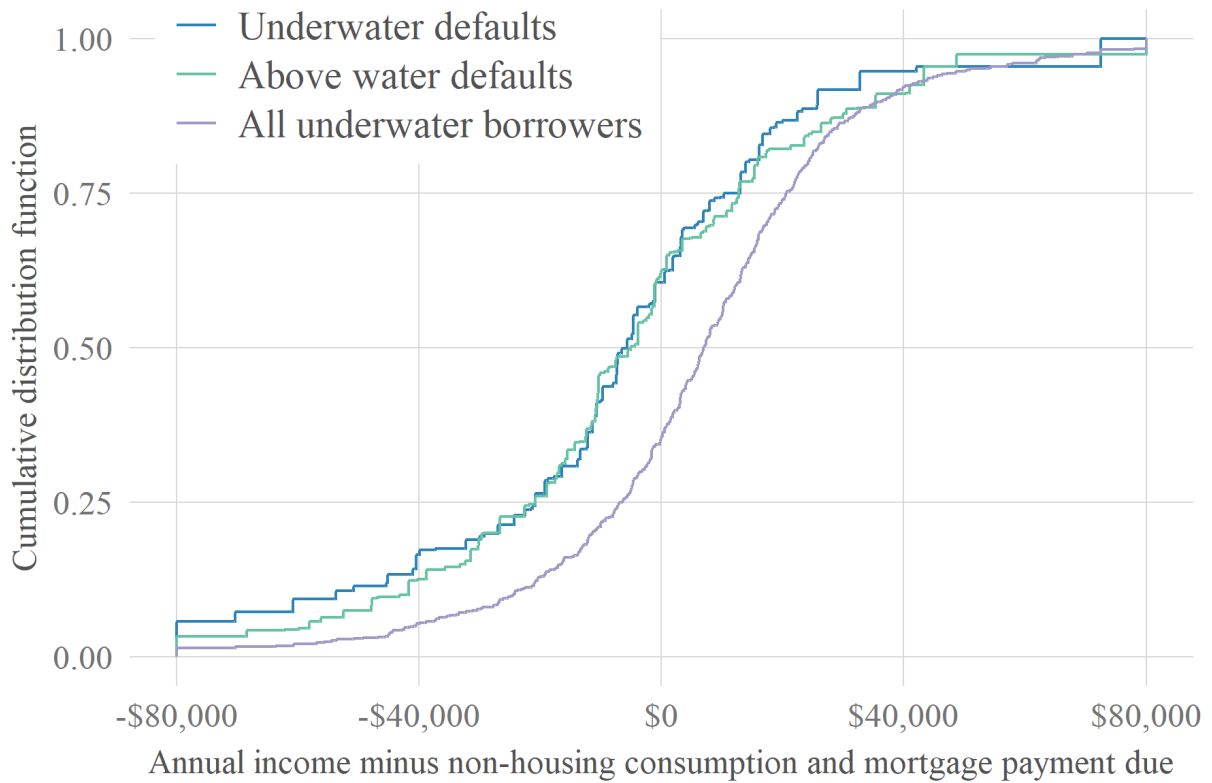 Underwater defaults
Above water defaults
All underwater borrowers
Cumulative distribution function
1.00
0.75
0.50
0.25
0.00
-$80,000 -$40,000 $0 $40,000 $80,000
Annual income minus non-housing consumption and mortgage payment due